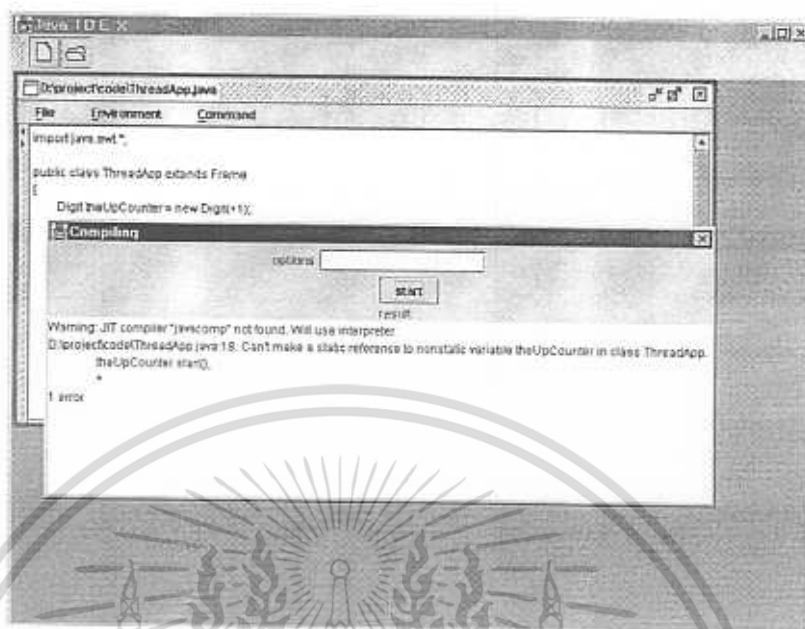 Java IDE X
D:\project\code\ThreadApp.java
File Environment Command
import java.awt.*;
public class ThreadApp extends Frame
{
Digit theUpCounter = new Digit(+1);
Compiling
options
start
result
Warning: JIT compiler "javacomp" not found. Will use interpreter.
D:\project\code\ThreadApp.java:18: Can't make a static reference to nonstatic variable theUpCounter in class ThreadApp.
theUpCounter.start();
^
1 error